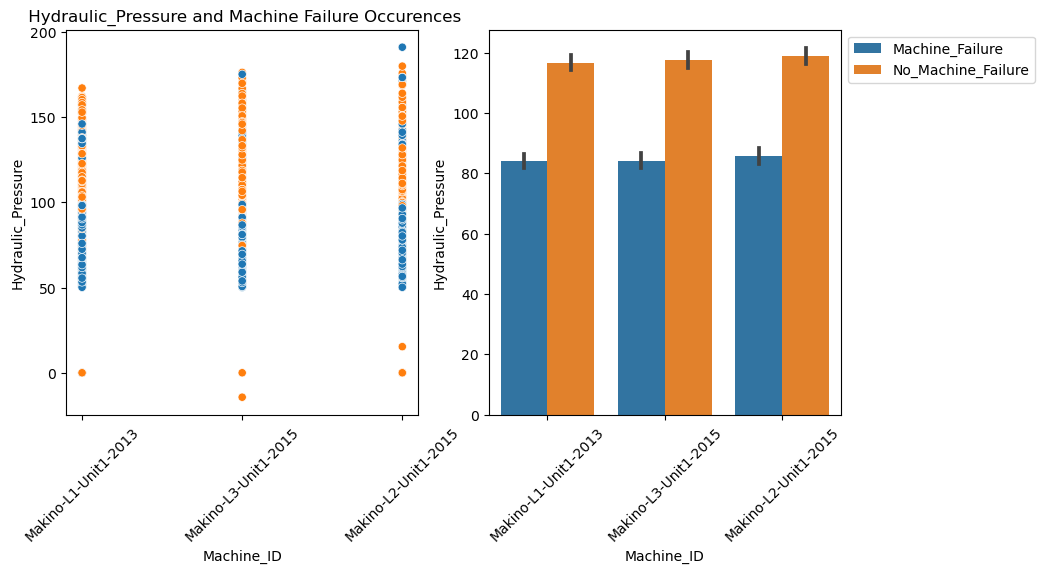 Hydraulic_Pressure and Machine Failure Occurences
Hydraulic_Pressure
200
150
100
50
0
Makino-L1-Unit1-2013
Makino-L3-Unit1-2015
Makino-L2-Unit1-2015
Machine_ID
Hydraulic_Pressure
120
100
80
60
40
20
0
Makino-L1-Unit1-2013
Makino-L3-Unit1-2015
Makino-L2-Unit1-2015
Machine_ID
Machine_Failure
No_Machine_Failure